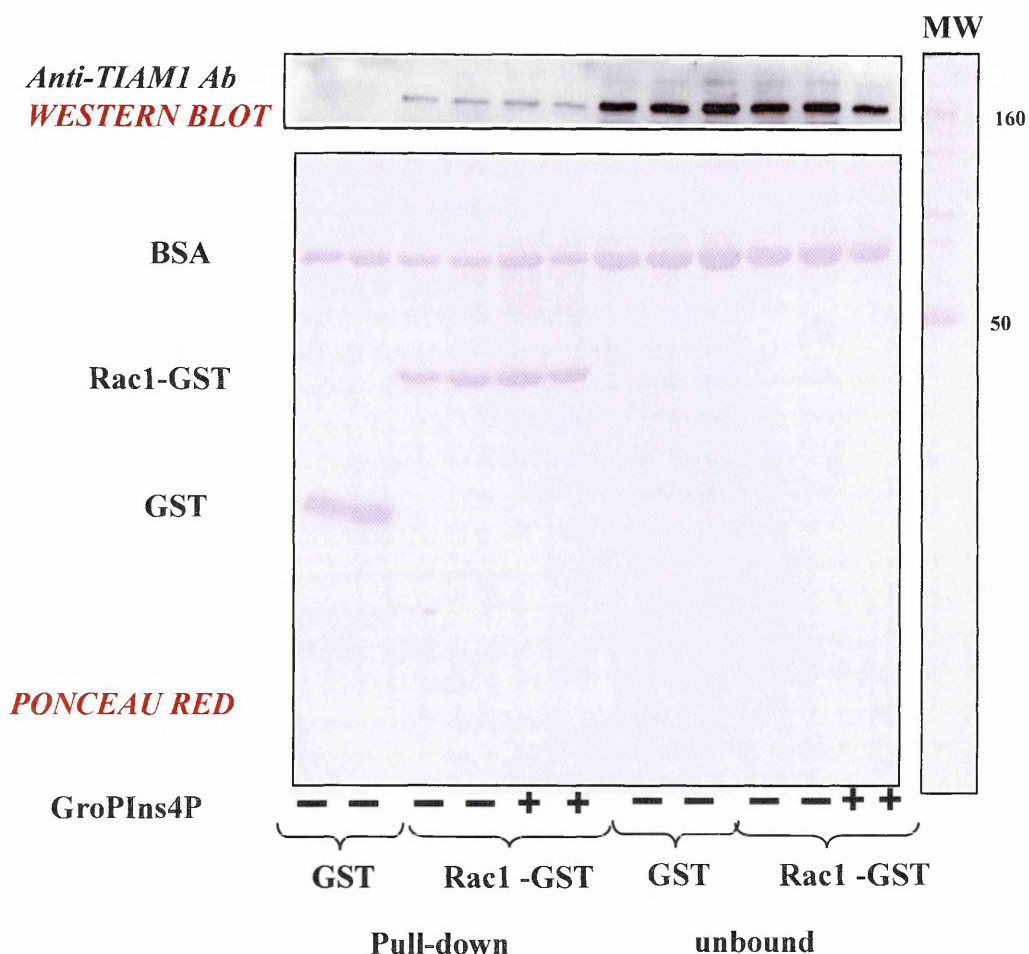 MW
Anti-TIAM1 Ab
WESTERN BLOT
160
BSA
50
Rac1-GST
GST
PONCEAU RED
GroPIns4P − − − − + + − − − − + +
GST Rac1 -GST GST Rac1 -GST
Pull-down unbound